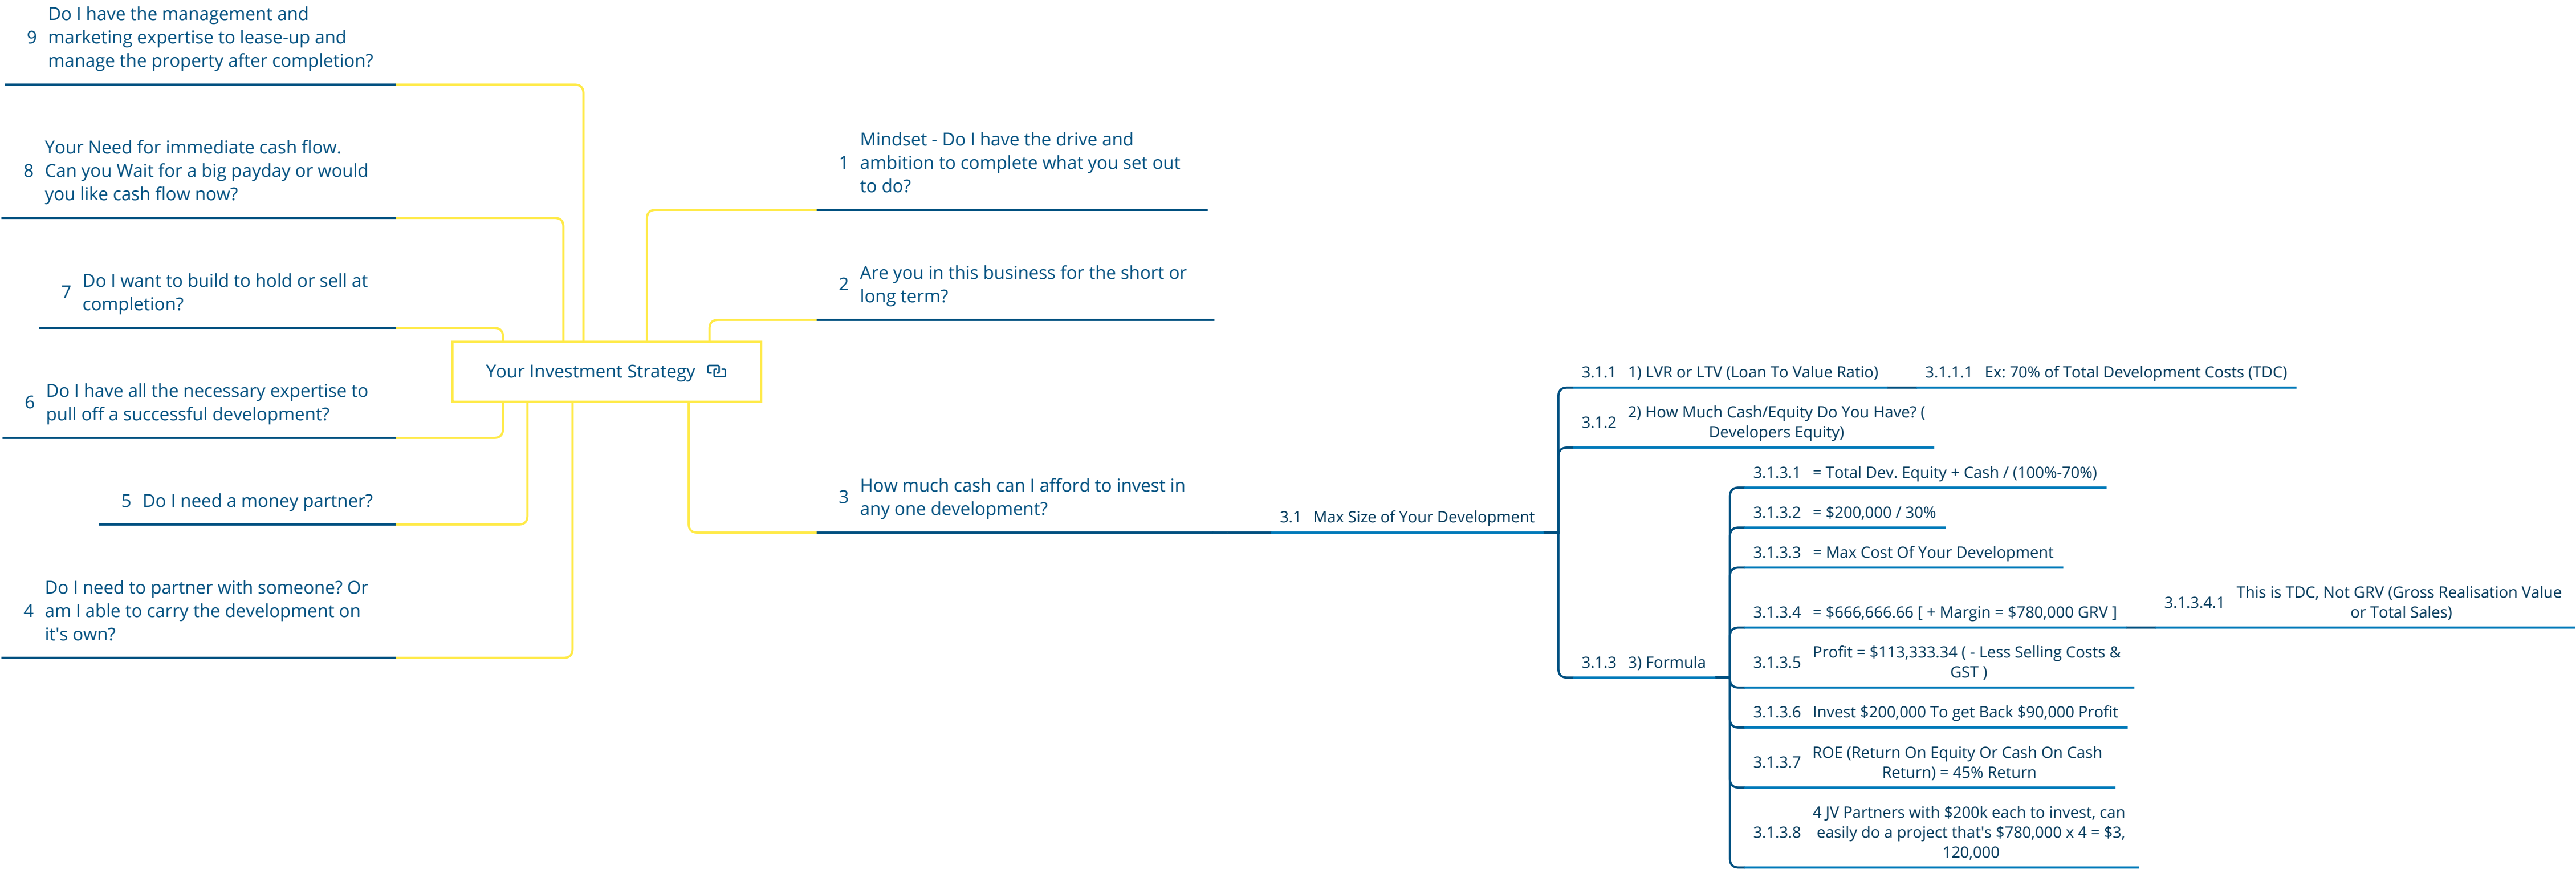 Your Investment Strategy
1 Mindset - Do I have the drive and
ambition to complete what you set out
to do?
2 Are you in this business for the short or
long term?
3 How much cash can I afford to invest in
any one development?
3.1 Max Size of Your Development
3.1.1 1) LVR or LTV (Loan To Value Ratio)
3.1.1.1 Ex: 70% of Total Development Costs (TDC)
3.1.2 2) How Much Cash/Equity Do You Have? (
Developers Equity)
3.1.3 3) Formula
3.1.3.1 = Total Dev. Equity + Cash / (100%-70%)
3.1.3.2 = $200,000 / 30%
3.1.3.3 = Max Cost Of Your Development
3.1.3.4 = $666,666.66 [ + Margin = $780,000 GRV ]
3.1.3.4.1 This is TDC, Not GRV (Gross Realisation Value
or Total Sales)
3.1.3.5 Profit = $113,333.34 ( - Less Selling Costs &
GST )
3.1.3.6 Invest $200,000 To get Back $90,000 Profit
3.1.3.7 ROE (Return On Equity Or Cash On Cash
Return) = 45% Return
3.1.3.8 4 JV Partners with $200k each to invest, can
easily do a project that's $780,000 x 4 = $3,
120,000
4 Do I need to partner with someone? Or
am I able to carry the development on
it's own?
5 Do I need a money partner?
6 Do I have all the necessary expertise to
pull off a successful development?
7 Do I want to build to hold or sell at
completion?
8 Your Need for immediate cash flow.
Can you Wait for a big payday or would
you like cash flow now?
9 Do I have the management and
marketing expertise to lease-up and
manage the property after completion?